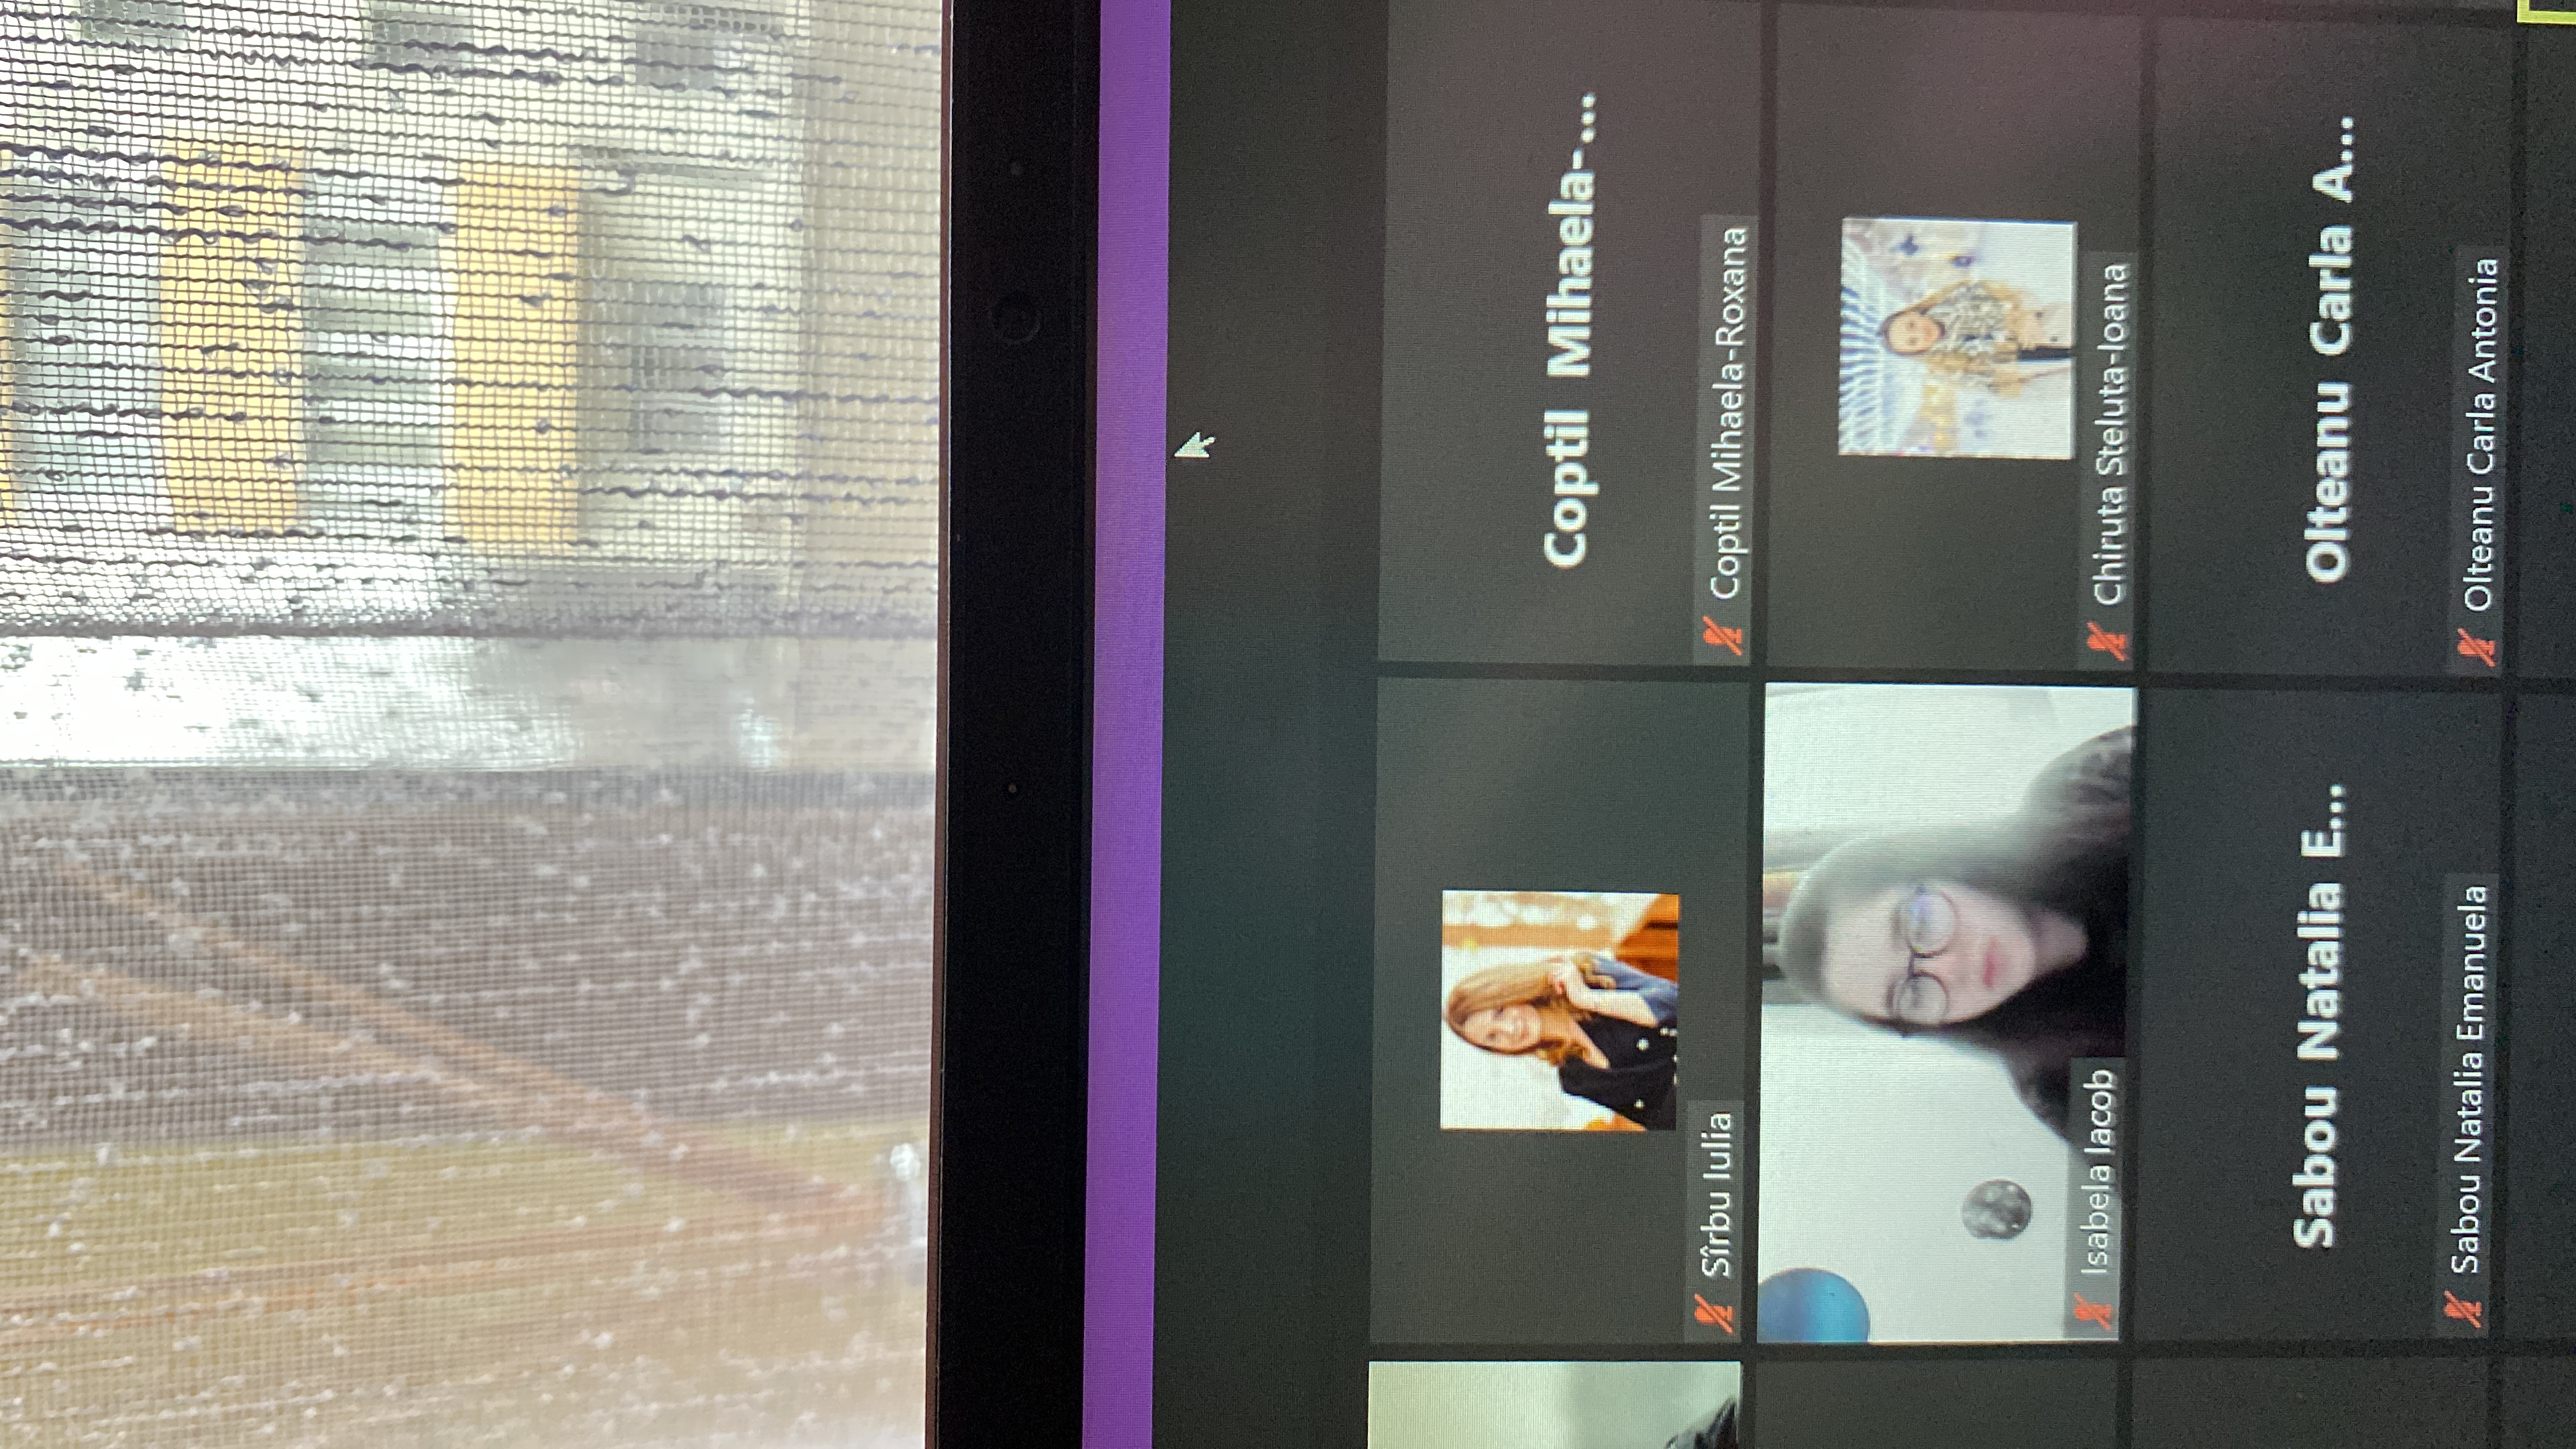 Coptil Mihaela-...
Sîrbu Iulia
Coptil Mihaela-Roxana
Isabela Iacob
Chiruta Steluta-Ioana
Sabou Natalia E...
Olteanu Carla A...
Sabou Natalia Emanuela
Olteanu Carla Antonia